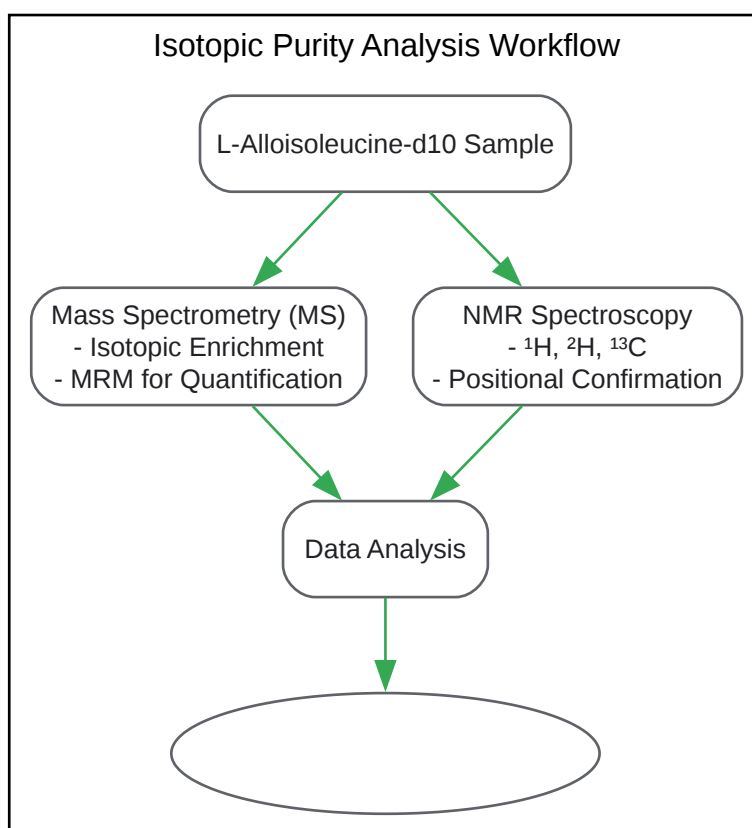 Isotopic Purity Analysis Workflow
L-Alloisoleucine-d10 Sample
Mass Spectrometry (MS)
- Isotopic Enrichment
- MRM for Quantification
NMR Spectroscopy
- ¹H, ²H, ¹³C
- Positional Confirmation
Data Analysis